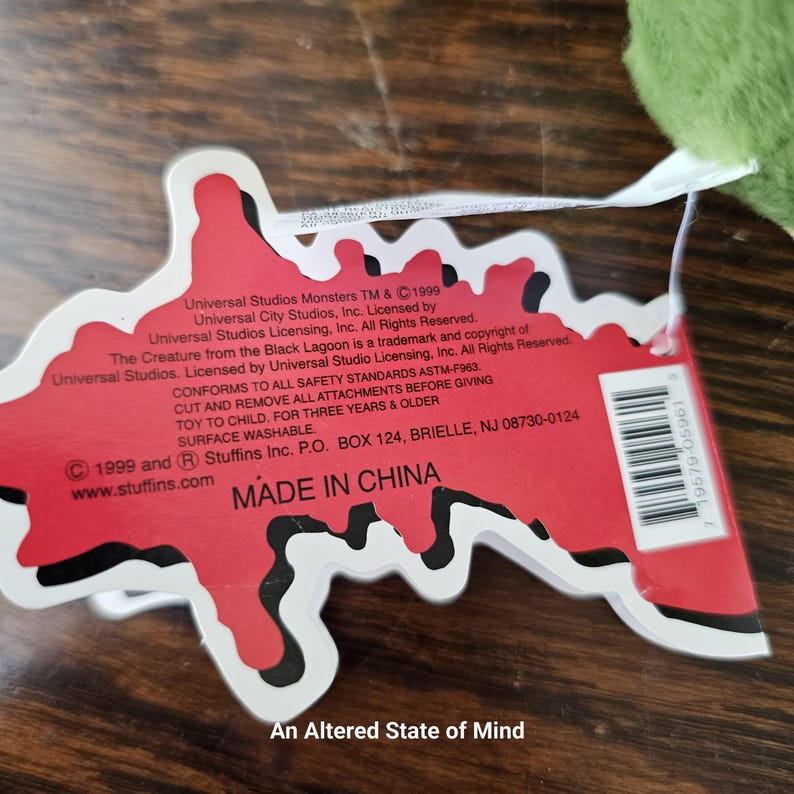 Universal Studios Monsters TM & ©1999
Universal City Studios, Inc. Licensed by
Universal Studios Licensing, Inc. All Rights Reserved.
The Creature from the Black Lagoon is a trademark and copyright of
Universal Studios. Licensed by Universal Studio Licensing, Inc. All Rights Reserved.
CONFORMS TO ALL SAFETY STANDARDS ASTM-F963.
CUT AND REMOVE ALL ATTACHMENTS BEFORE GIVING
TOY TO CHILD. FOR THREE YEARS & OLDER
SURFACE WASHABLE.
© 1999 and ® Stuffins Inc. P.O. BOX 124, BRIELLE, NJ 08730-0124
www.stuffins.com
MADE IN CHINA
7 19579-05961 5
An Altered State of Mind